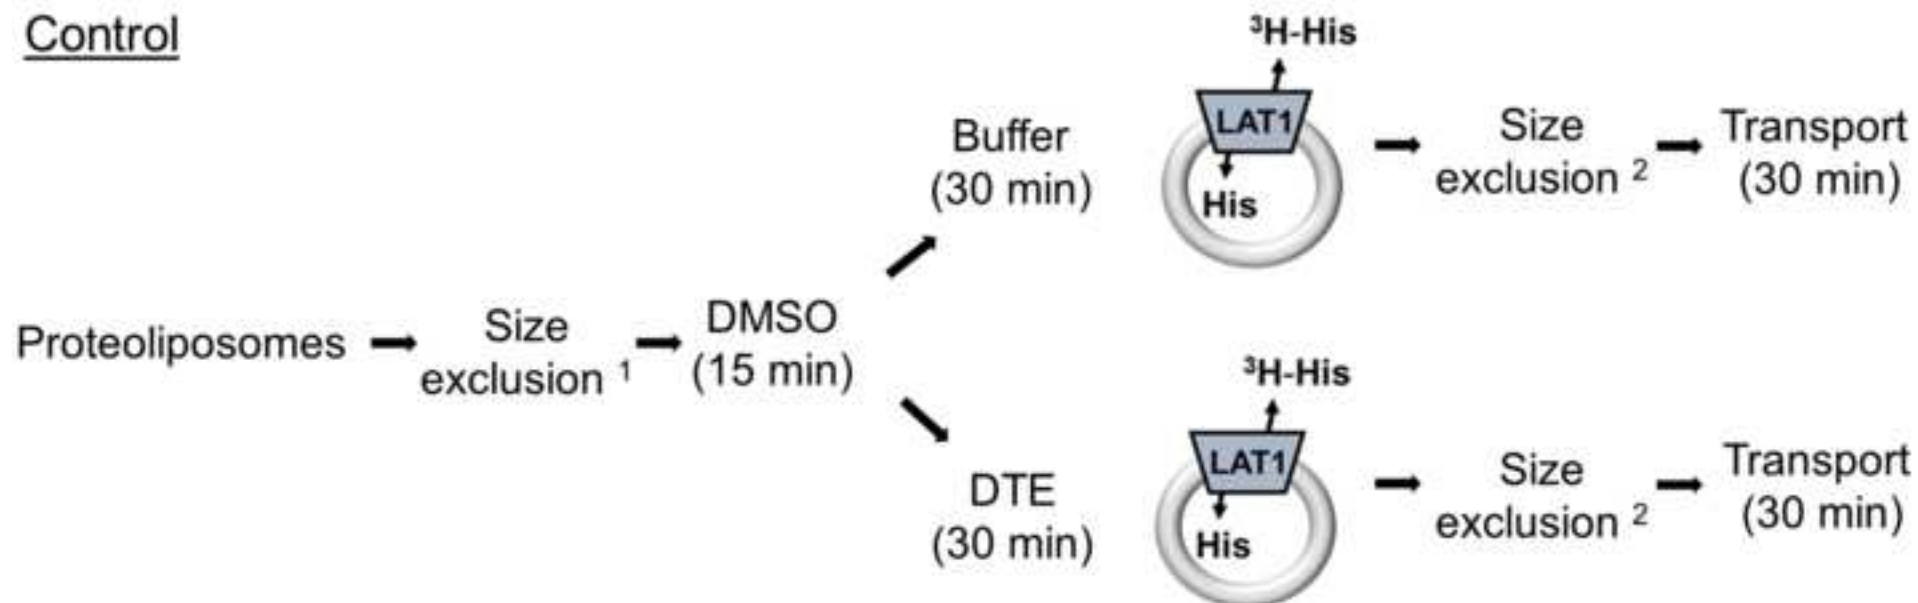 Control
Proteoliposomes
Size
exclusion ¹
DMSO
(15 min)
Buffer
(30 min)
³H-His
LAT1
His
Size
exclusion ²
Transport
(30 min)
DTE
(30 min)
³H-His
LAT1
His
Size
exclusion ²
Transport
(30 min)